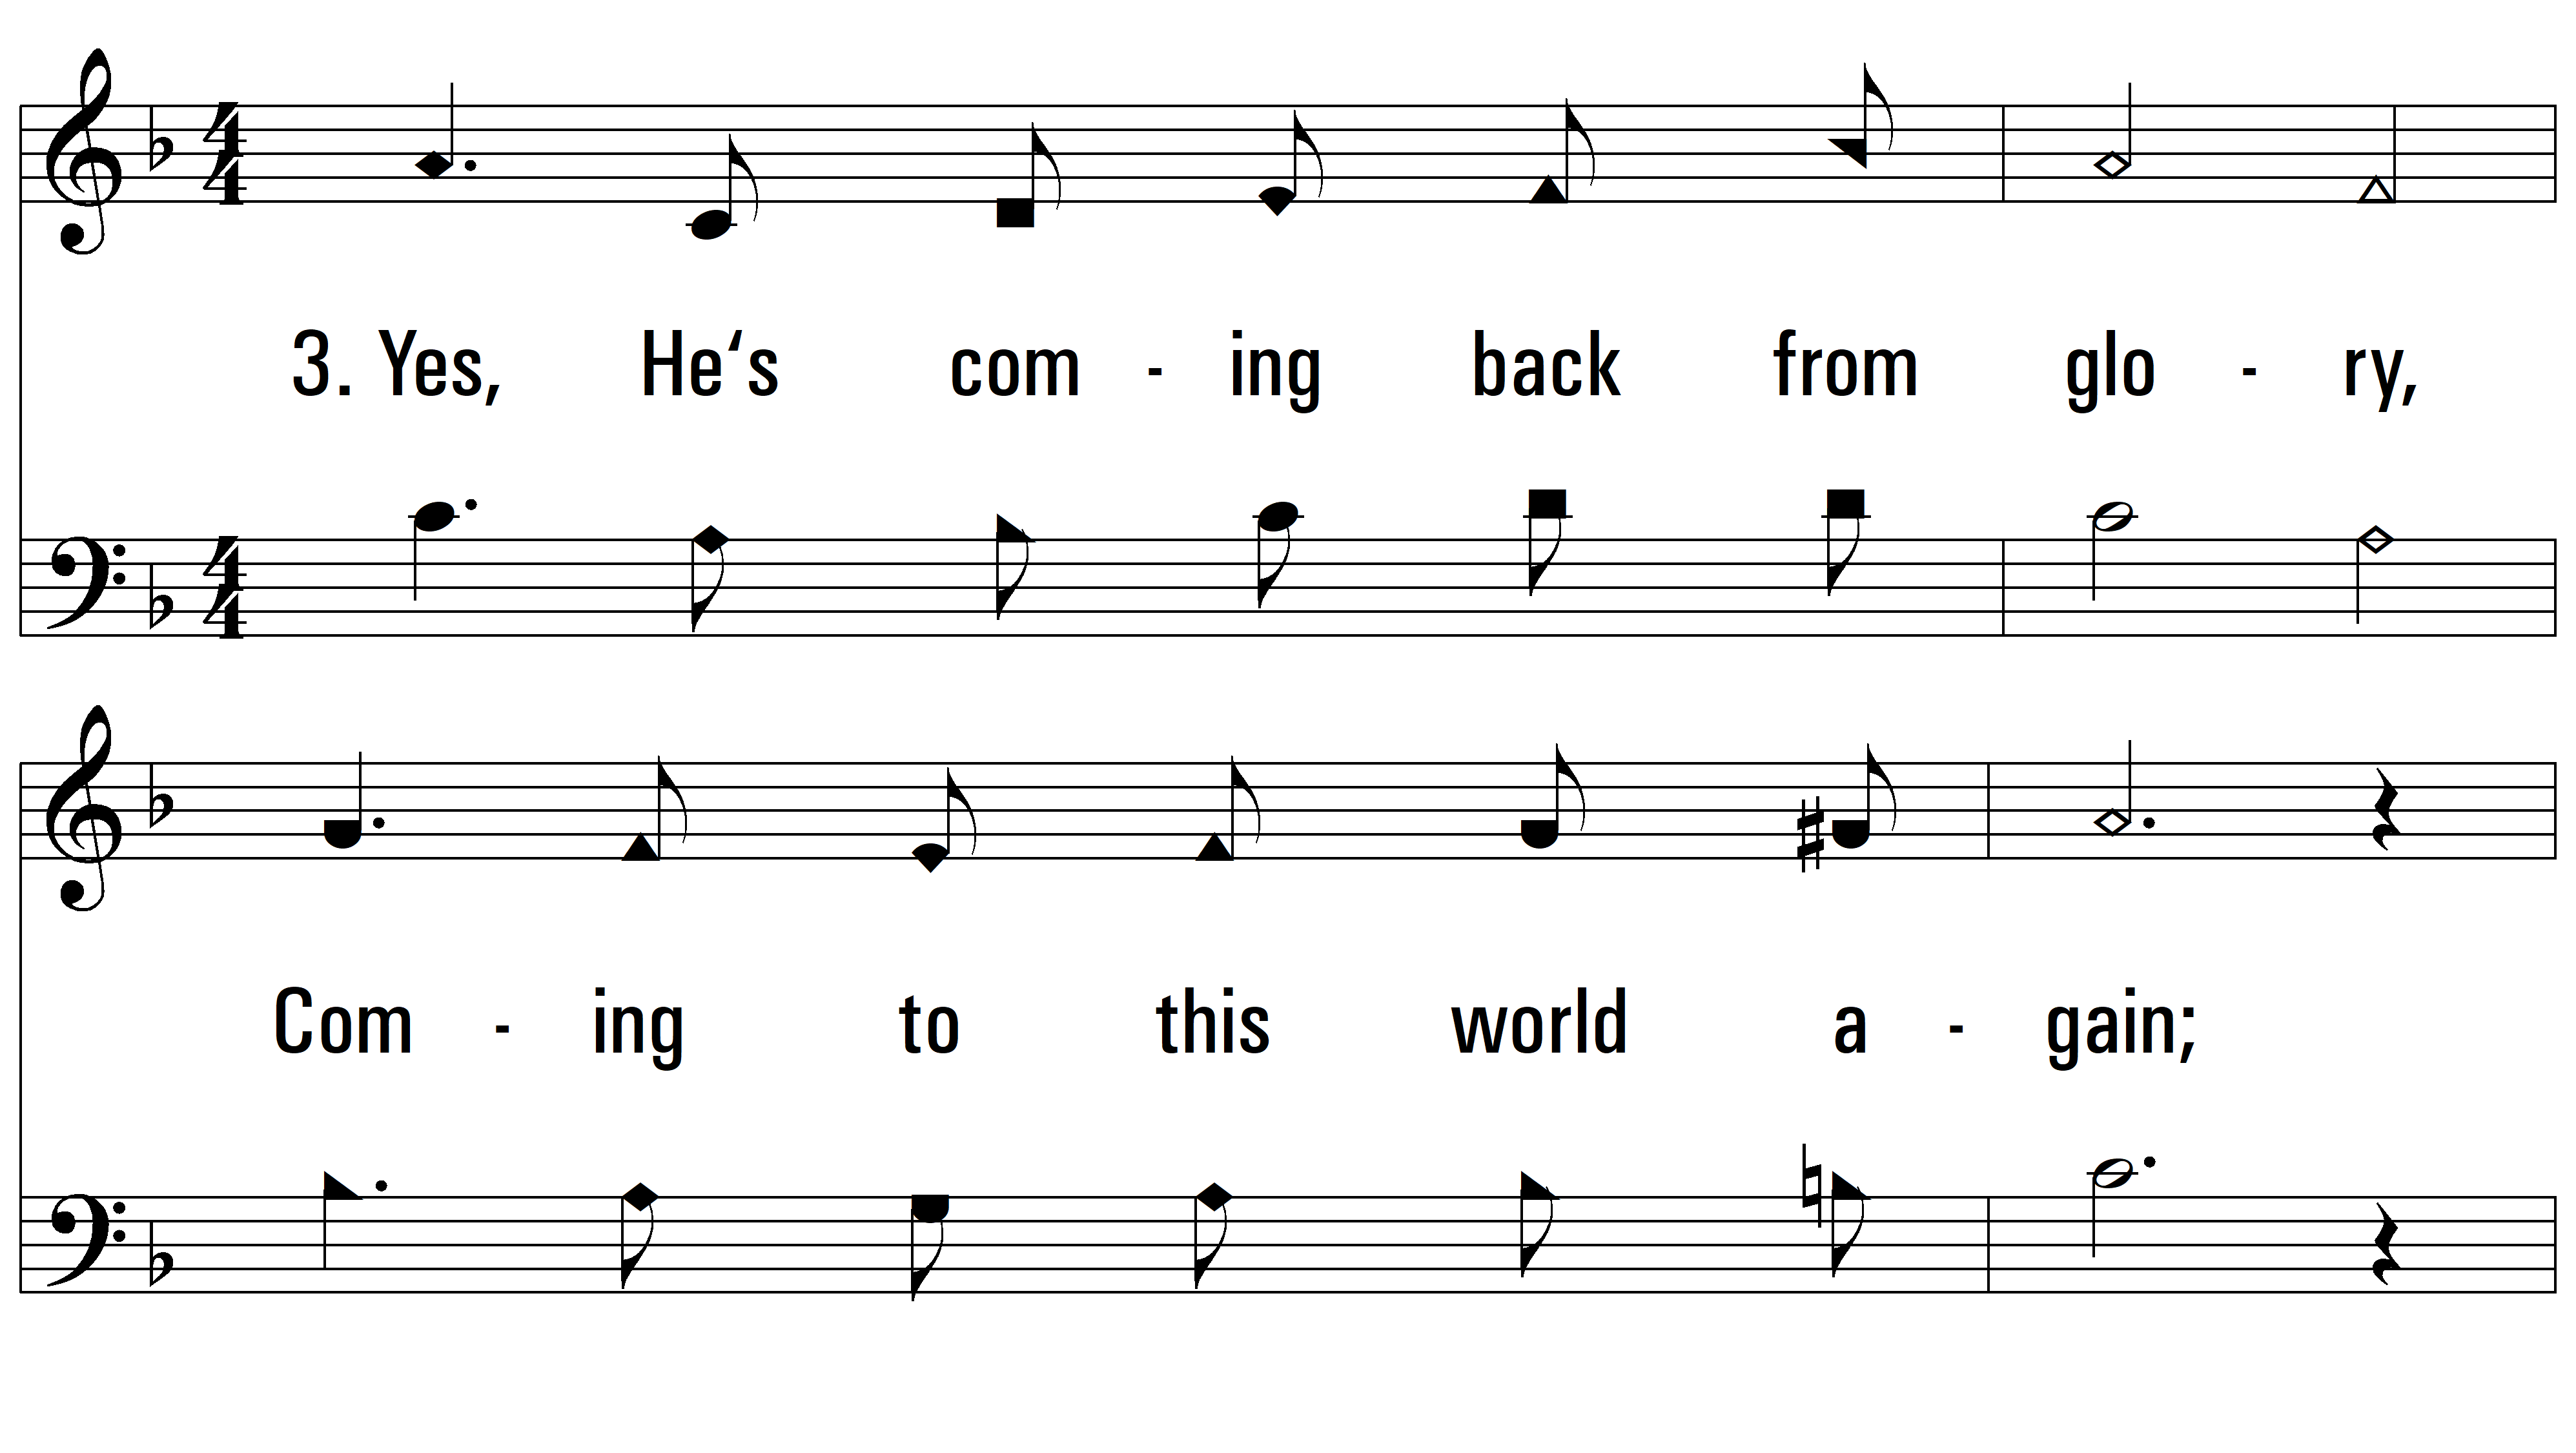 3. Yes, He‘s com - ing back from glo - ry,
Com - ing to this world a - gain;